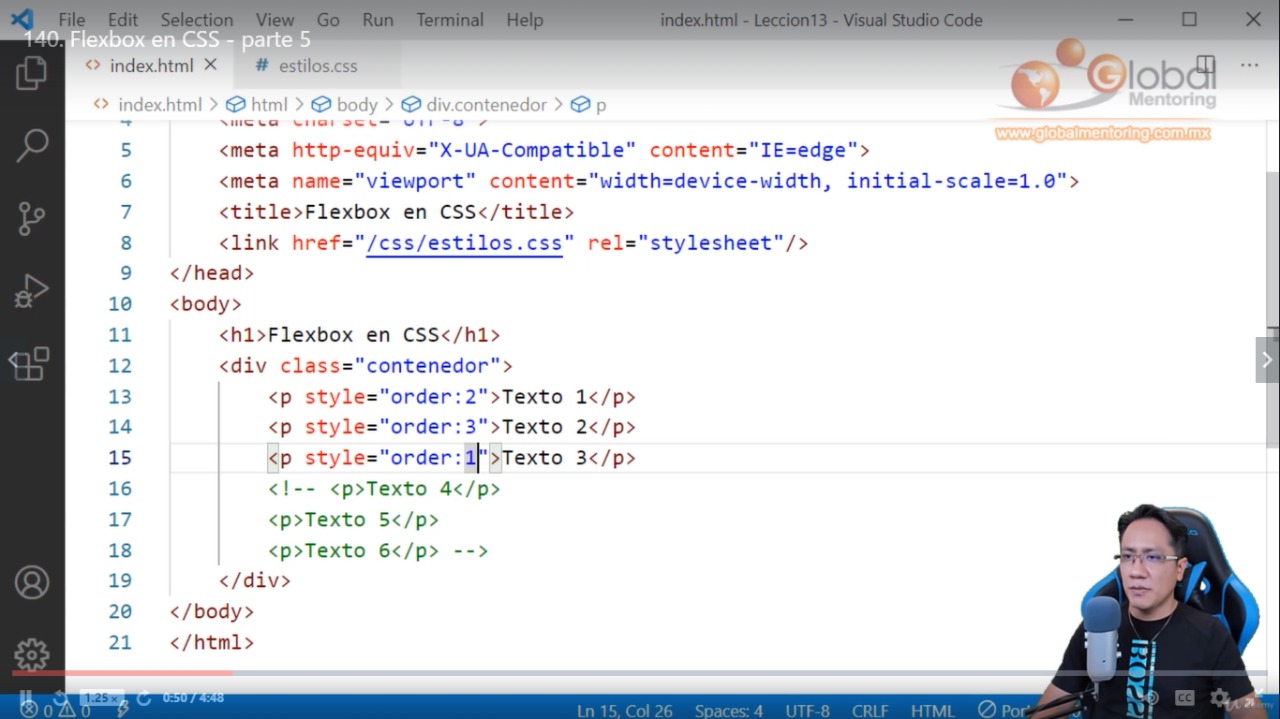 File Edit Selection View Go Run Terminal Help index.html - Leccion13 - Visual Studio Code
140. Flexbox en CSS - parte 5
<> index.html × # estilos.css ...
<> index.html > html > body > div.contenedor > p
Global
Mentoring
www.globalmentoring.com.mx
4 <meta charset="UTF-8">
5 <meta http-equiv="X-UA-Compatible" content="IE=edge">
6 <meta name="viewport" content="width=device-width, initial-scale=1.0">
7 <title>Flexbox en CSS</title>
8 <link href="/css/estilos.css" rel="stylesheet"/>
9 </head>
10 <body>
11 <h1>Flexbox en CSS</h1>
12 <div class="contenedor">
13 <p style="order:2">Texto 1</p>
14 <p style="order:3">Texto 2</p>
15 <p style="order:1">Texto 3</p>
16 <!-- <p>Texto 4</p>
17 <p>Texto 5</p>
18 <p>Texto 6</p> -->
19 </div>
20 </body>
21 </html>
1.25× 0:50 / 4:48 CC
0 0 Ln 15, Col 26 Spaces: 4 UTF-8 CRLF HTML